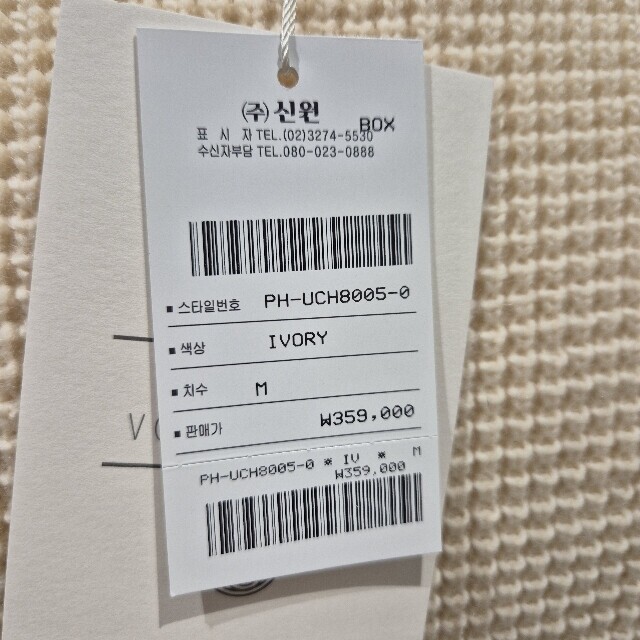 (주) 신원
BOX
표 시 자 TEL.(02)3274-5530
수신자부담 TEL.080-023-0888
■ 스타일번호 PH-UCH8005-0
■ 색상 IVORY
■ 치수 M
■ 판매가 ₩359,000
PH-UCH8005-0 * IV * M
₩359,000